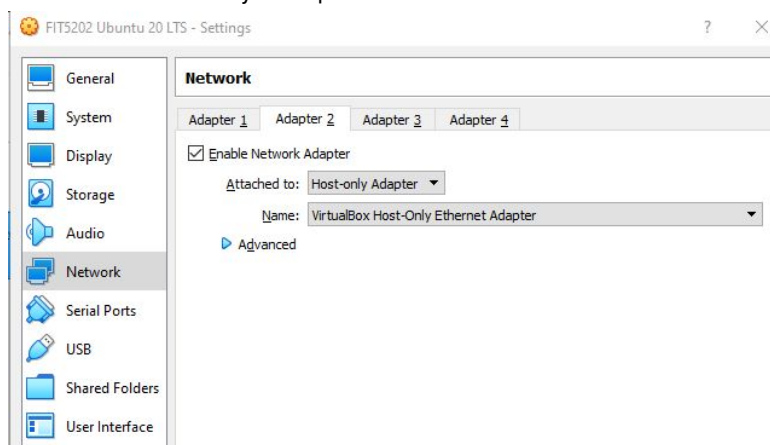 FIT5202 Ubuntu 20 LTS - Settings ? ×
General
System
Display
Storage
Audio
Network
Serial Ports
USB
Shared Folders
User Interface
Network
Adapter 1 Adapter 2 Adapter 3 Adapter 4
Enable Network Adapter
Attached to: Host-only Adapter
Name: VirtualBox Host-Only Ethernet Adapter
Advanced